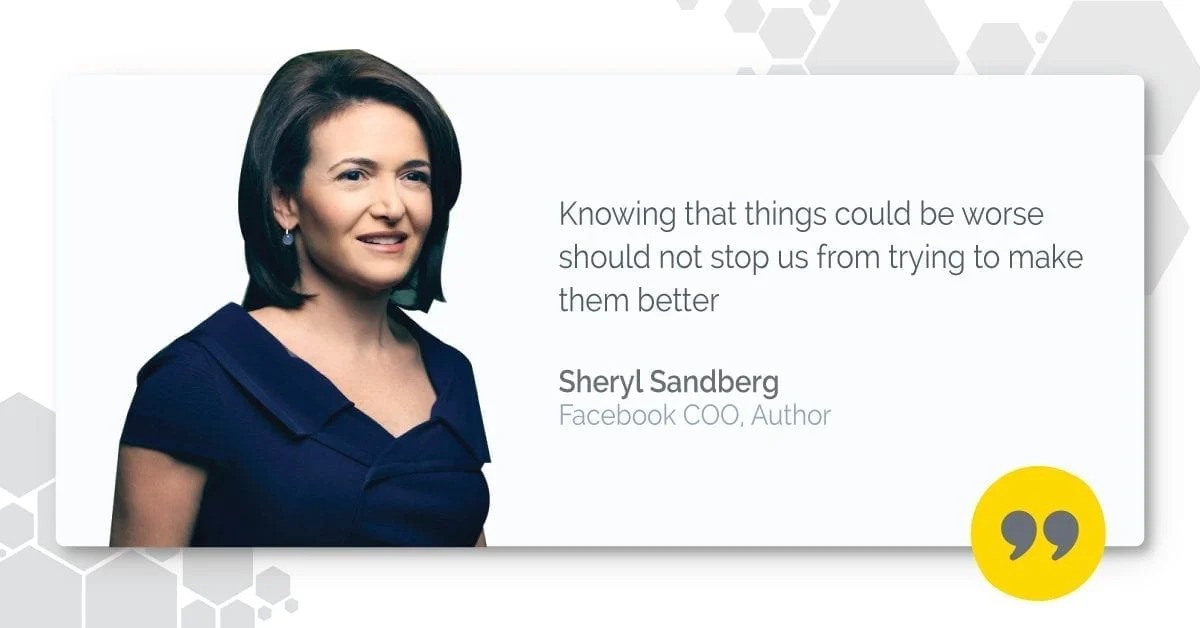 Knowing that things could be worse
should not stop us from trying to make
them better
Sheryl Sandberg
Facebook COO, Author
”